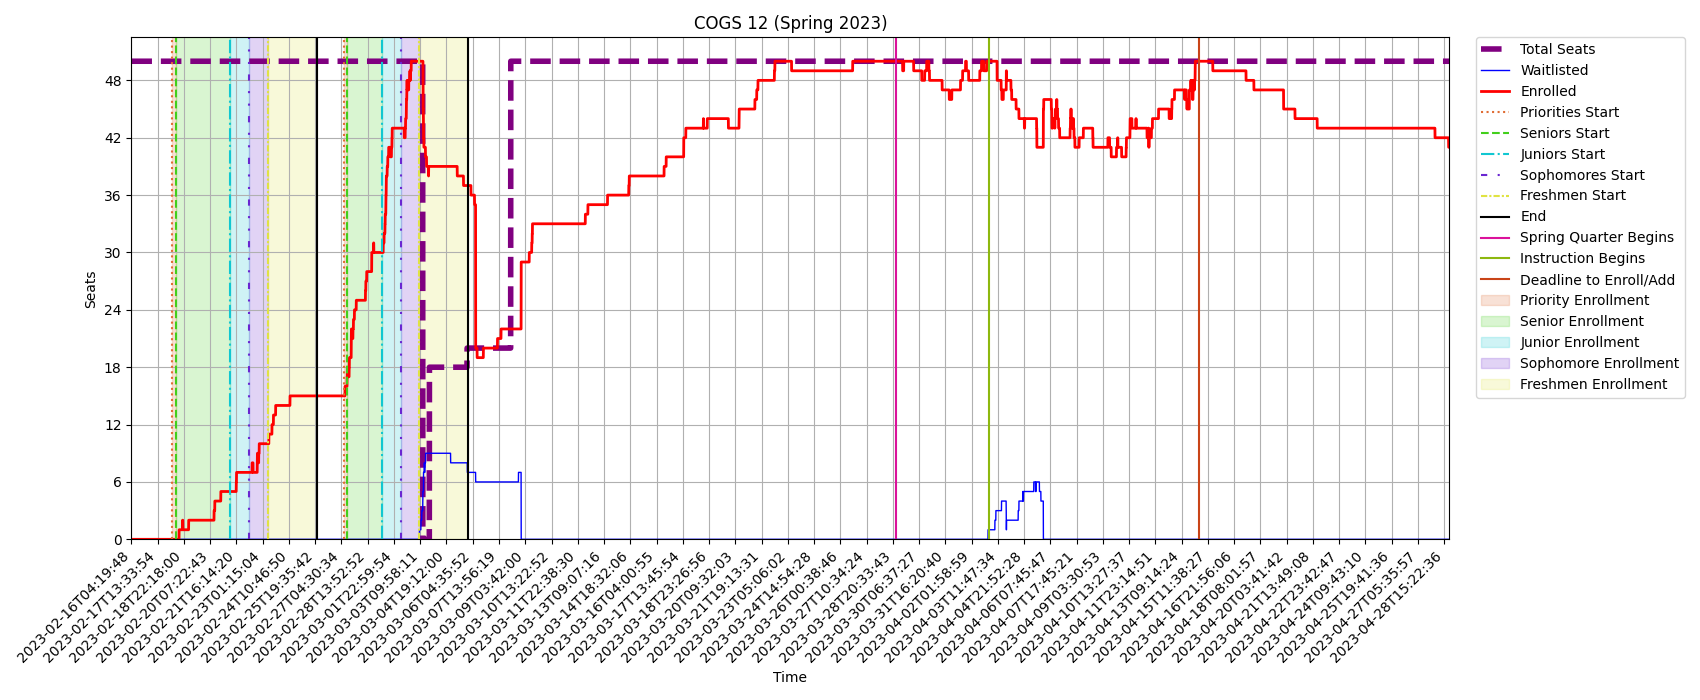 COGS 12 (Spring 2023)
Seats
48
42
36
30
24
18
12
6
0
2023-02-16T04:19:48
2023-02-17T13:33:54
2023-02-18T22:18:00
2023-02-20T07:22:43
2023-02-21T16:14:20
2023-02-23T01:15:04
2023-02-24T10:46:50
2023-02-25T19:35:42
2023-02-27T04:30:34
2023-02-28T13:52:52
2023-03-01T22:59:54
2023-03-03T09:58:11
2023-03-04T19:12:00
2023-03-06T04:35:52
2023-03-07T13:56:19
2023-03-09T03:42:00
2023-03-10T13:22:52
2023-03-11T22:38:30
2023-03-13T09:07:16
2023-03-14T18:32:06
2023-03-16T04:00:55
2023-03-17T13:45:54
2023-03-18T23:26:56
2023-03-20T09:32:03
2023-03-21T19:13:31
2023-03-23T05:06:02
2023-03-24T14:54:28
2023-03-26T00:38:46
2023-03-27T10:34:24
2023-03-28T20:33:43
2023-03-30T06:37:27
2023-03-31T16:20:40
2023-04-02T01:58:59
2023-04-03T11:47:34
2023-04-04T21:52:28
2023-04-06T07:45:47
2023-04-07T17:45:21
2023-04-09T03:30:53
2023-04-10T13:27:37
2023-04-11T23:14:51
2023-04-13T09:14:24
2023-04-15T11:38:27
2023-04-16T21:56:06
2023-04-18T08:01:57
2023-04-20T03:41:42
2023-04-21T13:49:08
2023-04-22T23:42:47
2023-04-24T09:43:10
2023-04-25T19:41:36
2023-04-27T05:35:57
2023-04-28T15:22:36
Time
Total Seats
Waitlisted
Enrolled
Priorities Start
Seniors Start
Juniors Start
Sophomores Start
Freshmen Start
End
Spring Quarter Begins
Instruction Begins
Deadline to Enroll/Add
Priority Enrollment
Senior Enrollment
Junior Enrollment
Sophomore Enrollment
Freshmen Enrollment